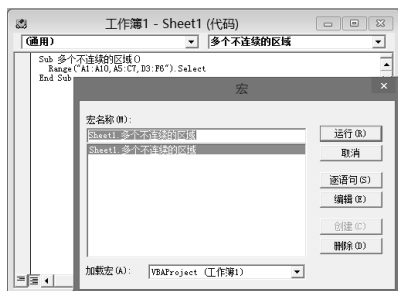 工作簿1 - Sheet1 (代码)
(通用)
多个不连续的区域
Sub 多个不连续的区域()
Range("A1:A10,A5:C7,D3:F6").Select
End Sub
宏
宏名称(M):
Sheet1.多个不连续的区域
Sheet1.多个不连续的区域
运行(R)
取消
逐语句(S)
编辑(E)
创建(C)
删除(D)
加载宏(A):
VBAProject (工作簿1)